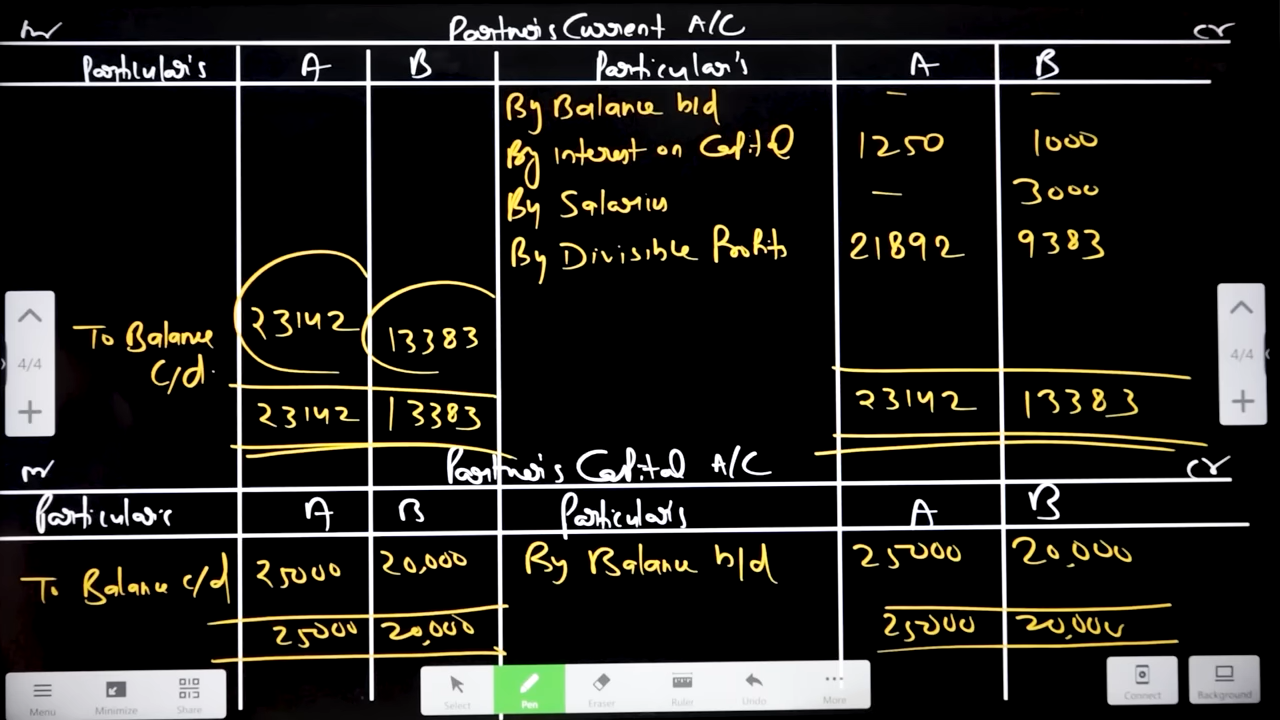 Dr Partner's Current A/C Cr
Particular's A B Particular's A B
By Balance b/d — —
By Interest on Capital 1250 1000
By Salaries — 3000
By Divisible Profits 21892 9383
To Balance c/d. 23142 13383
23142 13383 23142 13383
Dr Partner's Capital A/C Cr
Particulars A B Particulars A B
To Balance c/d 25000 20,000 By Balance b/d 25000 20,000
25000 20,000 25000 20,000
4/4 4/4
Menu Minimize Share Select Pen Eraser Ruler Undo More Connect Background